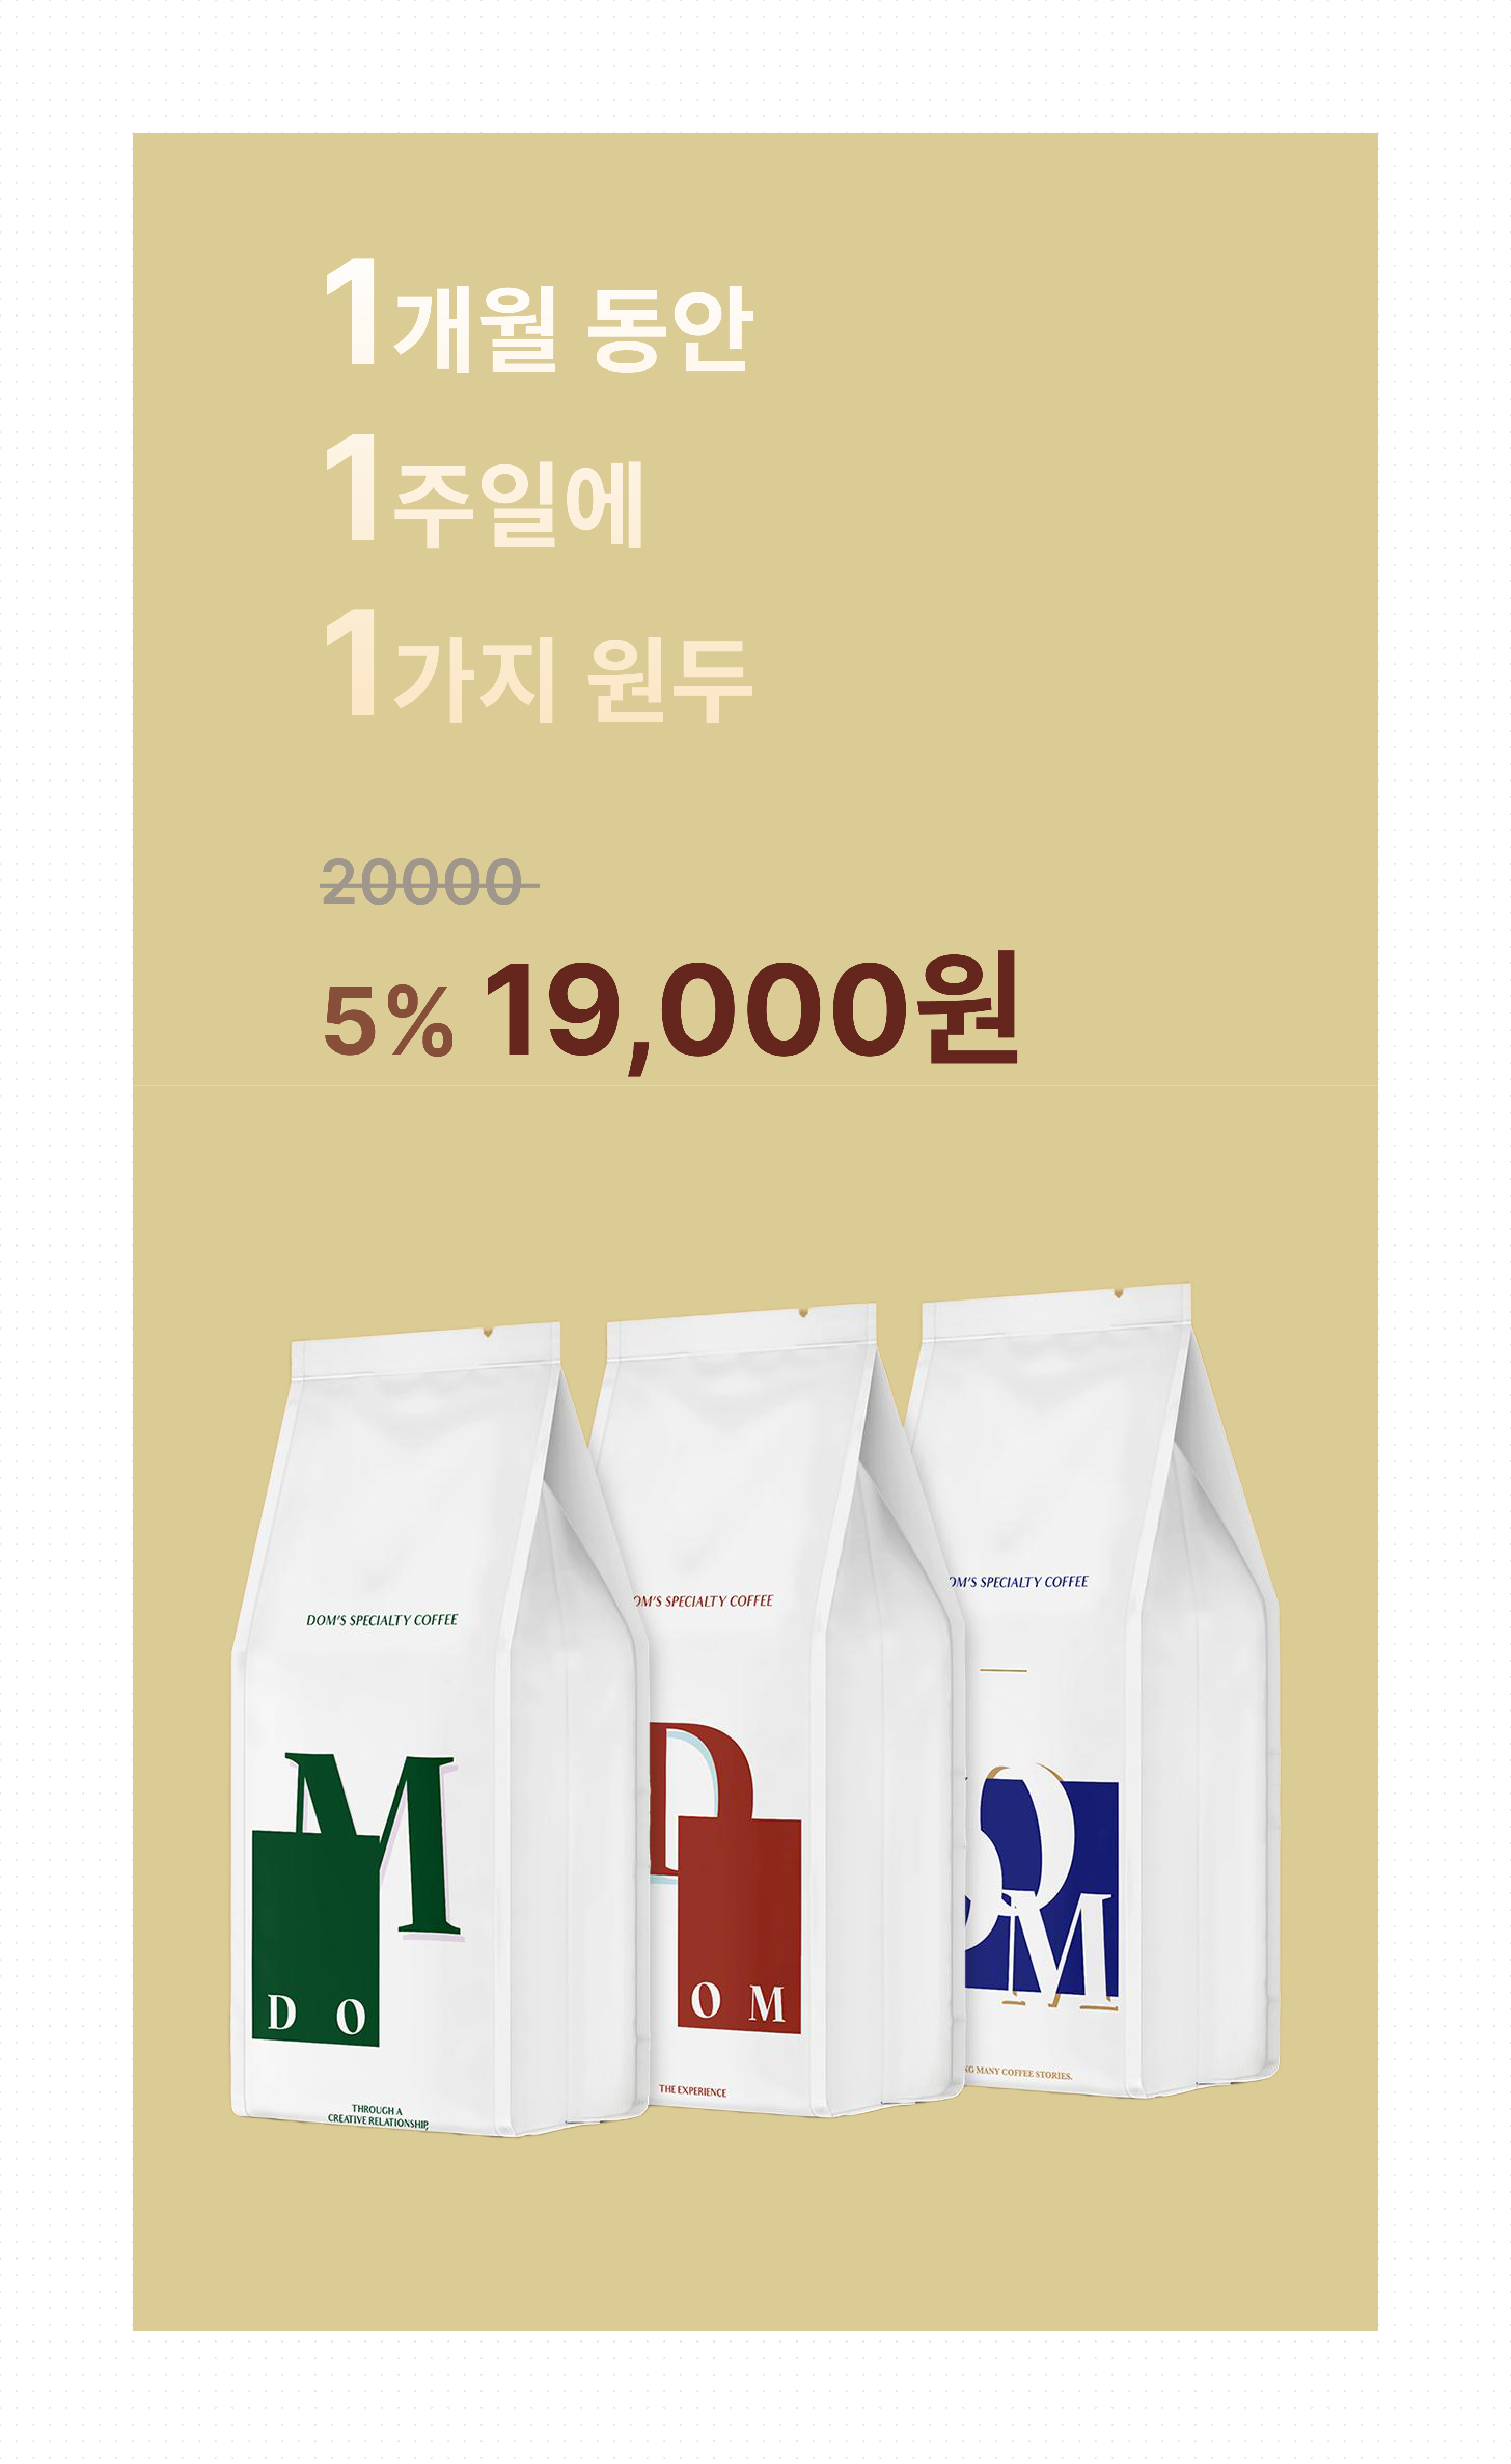 1개월 동안
1주일에
1가지 원두
20000
5% 19,000원
DOM'S SPECIALTY COFFEE
M
D O
THROUGH A
CREATIVE RELATIONSHIP,
OM'S SPECIALTY COFFEE
D
O M
THE EXPERIENCE
OM'S SPECIALTY COFFEE
O
M
MANY COFFEE STORIES.